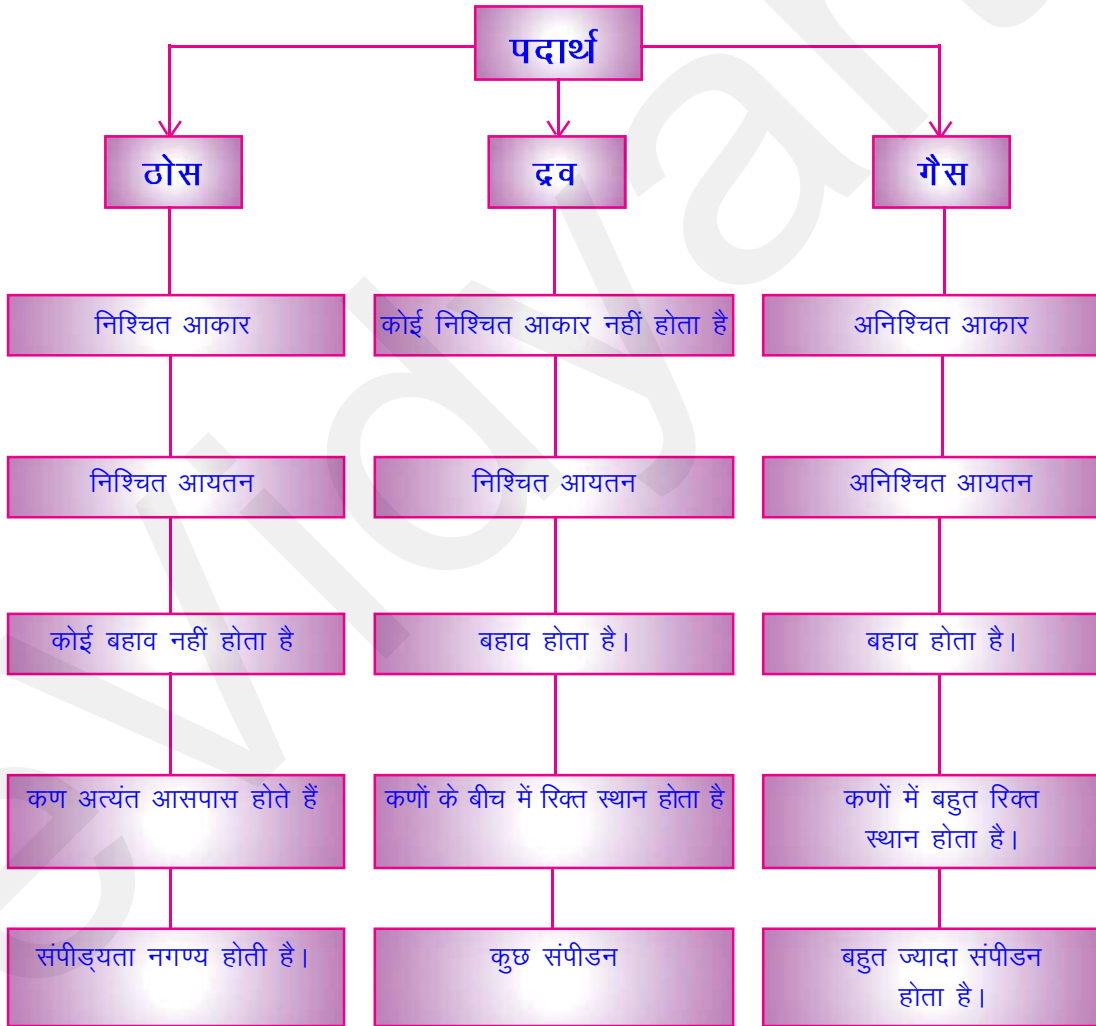 पदार्थ
ठोस
द्रव
गैस
निश्चित आकार
कोई निश्चित आकार नहीं होता है
अनिश्चित आकार
निश्चित आयतन
निश्चित आयतन
अनिश्चित आयतन
कोई बहाव नहीं होता है
बहाव होता है।
बहाव होता है।
कण अत्यंत आसपास होते हैं
कणों के बीच में रिक्त स्थान होता है
कणों में बहुत रिक्त
स्थान होता है।
संपीड्‌यता नगण्य होती है।
कुछ संपीडन
बहुत ज्यादा संपीडन
होता है।